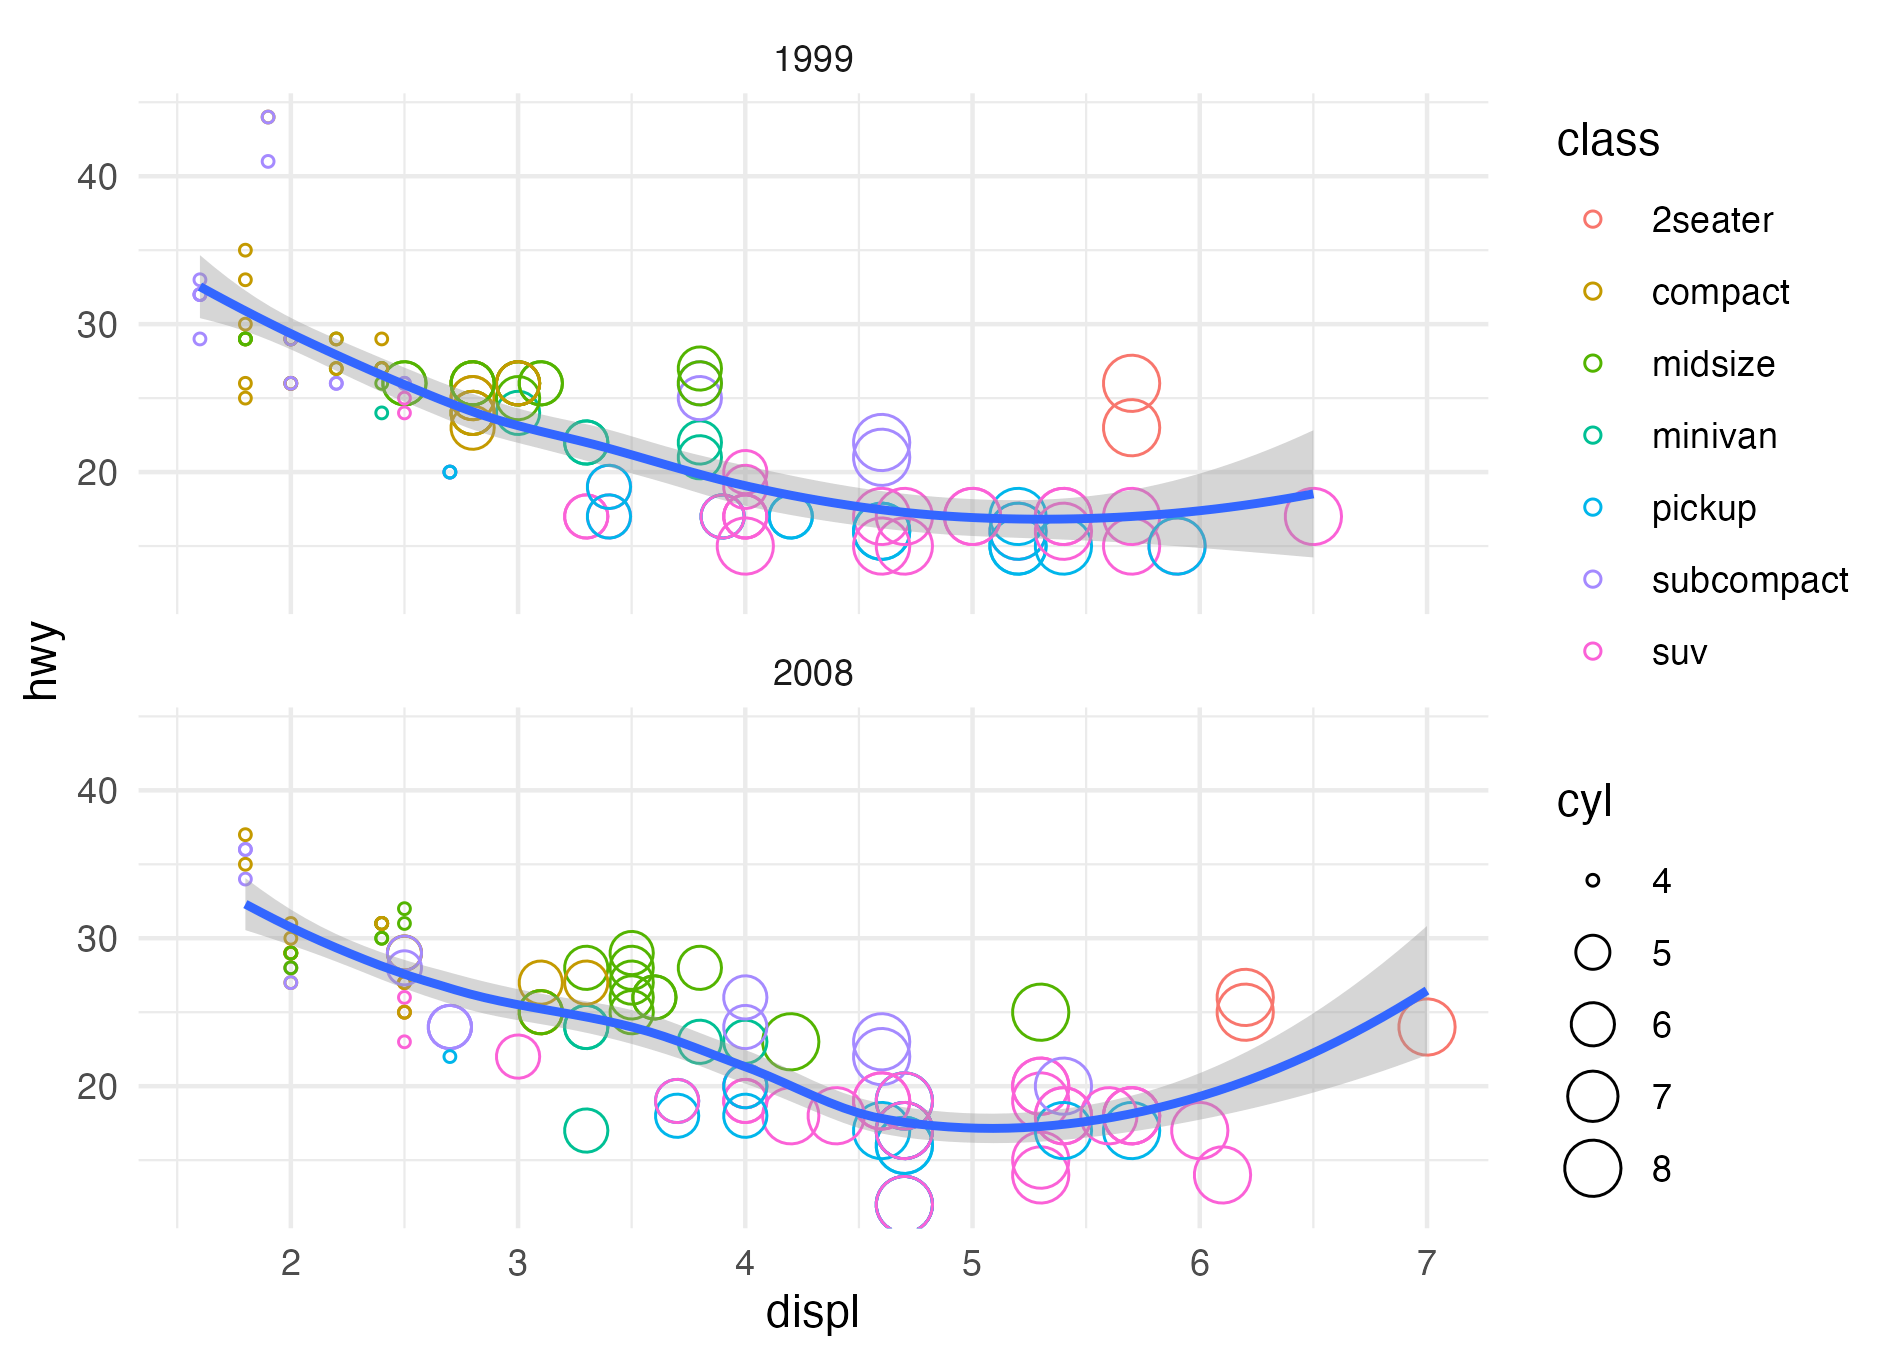 1999
40
30
20
hwy
2008
40
30
20
2 3 4 5 6 7
displ
class
2seater
compact
midsize
minivan
pickup
subcompact
suv
cyl
4
5
6
7
8